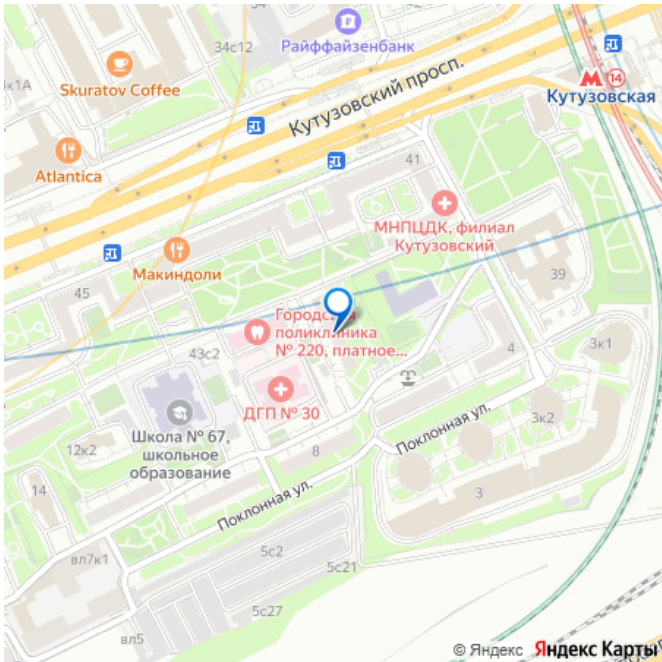 34с12
Райффайзенбанк
Skuratov Coffee
Кутузовский просп.
14
Кутузовская
Atlantica
41
МНПЦДК, филиал
Кутузовский
Макиндоли
45
39
Городская
поликлиника
№ 220, платное...
43с2
4
3к1
ДГП № 30
Школа № 67,
школьное
образование
12к2
8
Поклонная ул.
3к2
14
3
Поклонная ул.
вл7к1
5с2
5с21
5с27
вл5
© Яндекс Яндекс Карты